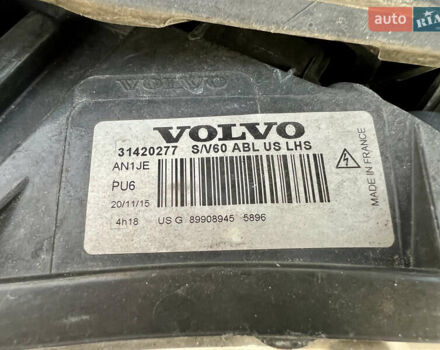 auto
RIA
VOLVO
VOLVO
31420277 S/V60 ABL US LHS
AN1JE
PU6
20/11/15
4h18 US G 89908945 5896
MADE IN FRANCE